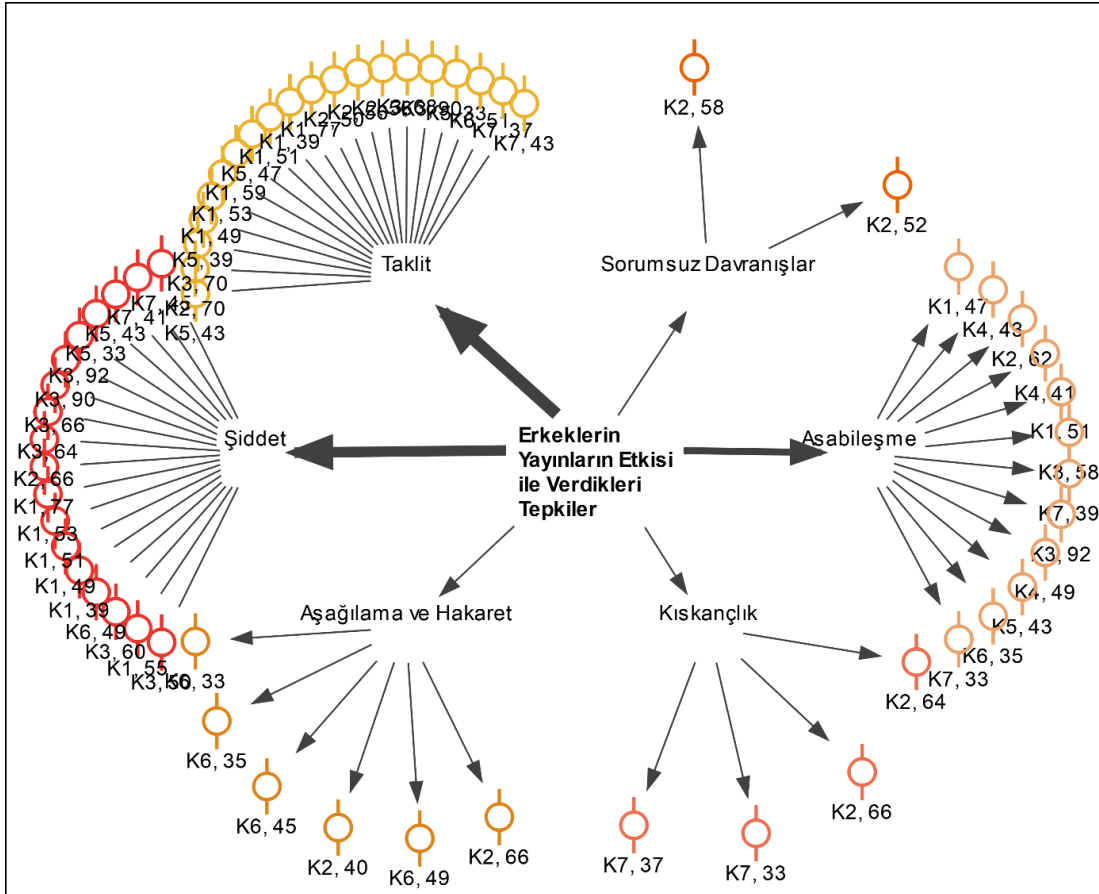 K2, 58
K2, 52
K7, 43
K7, 37
K2, 50
K1, 77
K1, 39
K1, 51
K5, 47
K1, 59
K1, 53
K1, 49
K5, 39
K3, 70
K2, 70
K5, 43
Taklit
Sorumsuz Davranışlar
K7, 41
K5, 43
K5, 33
K3, 92
K3, 90
K3, 66
K3, 64
K2, 66
K1, 77
K1, 53
K1, 51
K1, 49
K1, 39
K6, 49
K3, 60
K1, 55
Şiddet
Erkeklerin
Yayınların Etkisi
ile Verdikleri
Tepkiler
Asabileşme
K1, 47
K4, 43
K2, 62
K4, 41
K1, 51
K3, 58
K7, 39
K3, 92
K4, 49
K5, 43
K6, 35
K7, 33
Aşağılama ve Hakaret
Kıskançlık
K6, 33
K6, 35
K6, 45
K2, 40
K6, 49
K2, 66
K7, 37
K7, 33
K2, 66
K2, 64